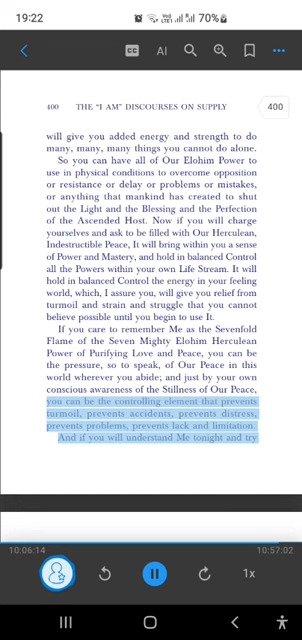 19:22
70%
CC
AI
400 THE “I AM” DISCOURSES ON SUPPLY
400
will give you added energy and strength to do
many, many, many things you cannot do alone.
So you can have all of Our Elohim Power to
use in physical conditions to overcome opposition
or resistance or delay or problems or mistakes,
or anything that mankind has created to shut
out the Light and the Blessing and the Perfection
of the Ascended Host. Now if you will charge
yourselves and ask to be filled with Our Herculean,
Indestructible Peace, It will bring within you a sense
of Power and Mastery, and hold in balanced Control
all the Powers within your own Life Stream. It will
hold in balanced Control the energy in your feeling
world, which, I assure you, will give you relief from
turmoil and strain and struggle that you cannot
believe possible until you begin to use It.
If you care to remember Me as the Sevenfold
Flame of the Seven Mighty Elohim Herculean
Power of Purifying Love and Peace, you can be
the pressure, so to speak, of Our Peace in this
world wherever you abide; and just by your own
conscious awareness of the Stillness of Our Peace,
you can be the controlling element that prevents
turmoil, prevents accidents, prevents distress,
prevents problems, prevents lack and limitation.
And if you will understand Me tonight and try
10:06:14
10:57:02
1x